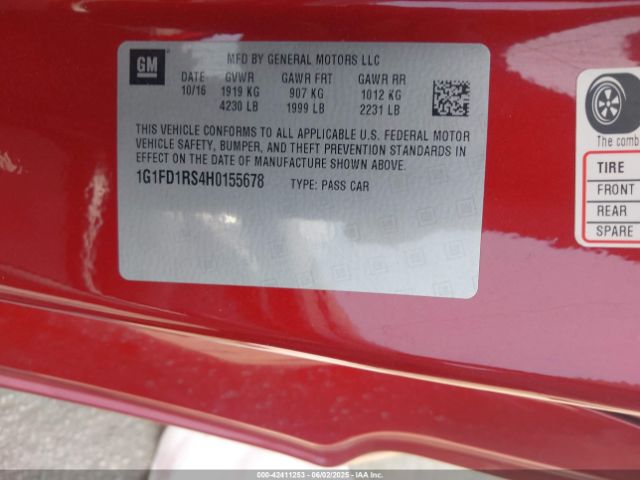 GM
MFD BY GENERAL MOTORS LLC
DATE GVWR GAWR FRT GAWR RR
10/16 1919 KG 907 KG 1012 KG
4230 LB 1999 LB 2231 LB
THIS VEHICLE CONFORMS TO ALL APPLICABLE U.S. FEDERAL MOTOR
VEHICLE SAFETY, BUMPER, AND THEFT PREVENTION STANDARDS IN
EFFECT ON THE DATE OF MANUFACTURE SHOWN ABOVE.
1G1FD1RS4H0155678 TYPE: PASS CAR
The comb
TIRE
FRONT
REAR
SPARE
000-42411253 - 06/02/2025 - IAAI.com